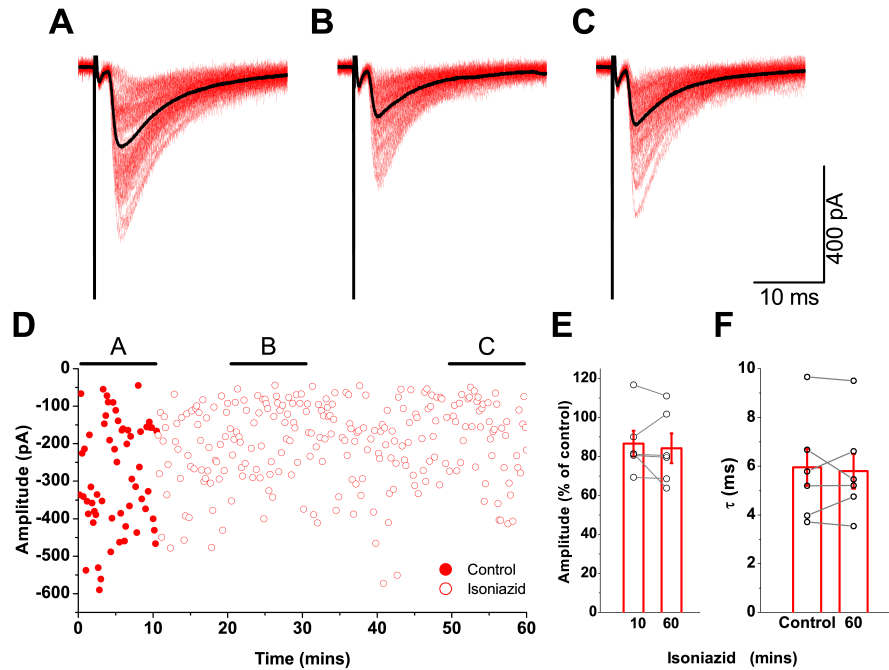 A B C
400 pA
10 ms
D E F
A B C
0
-100
-200
-300
-400
-500
-600
Amplitude (pA)
Control
Isoniazid
0 10 20 30 40 50 60
Time (mins)
120
100
80
60
40
20
0
Amplitude (% of control)
10 60
10
8
6
4
2
0
τ (ms)
Control 60
Isoniazid (mins)